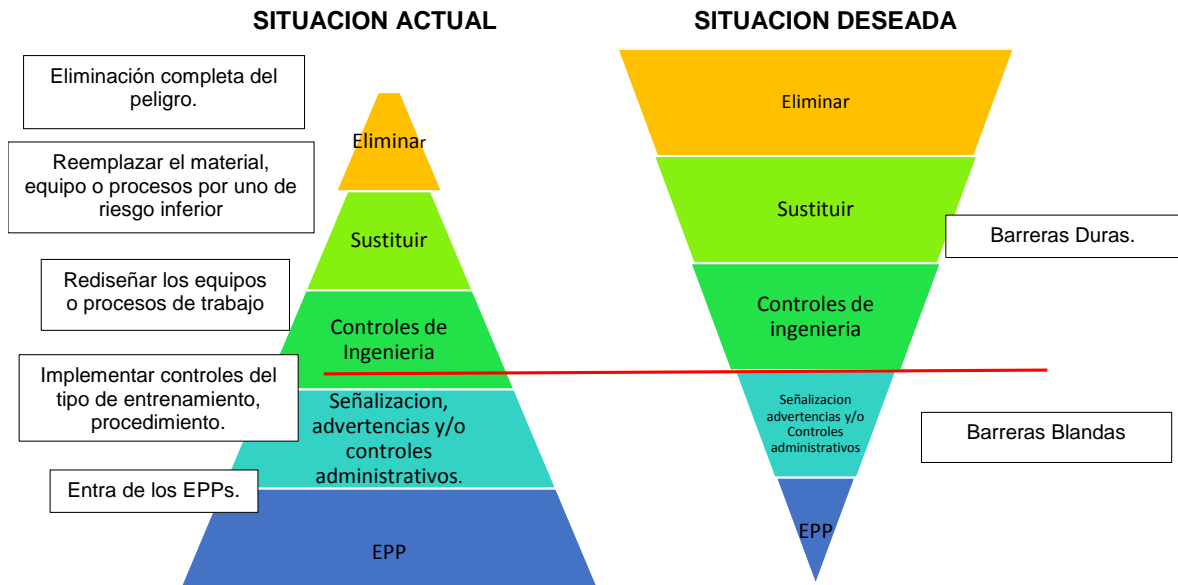 SITUACION ACTUAL
SITUACION DESEADA
Eliminación completa del
peligro.
Reemplazar el material,
equipo o procesos por uno de
riesgo inferior
Rediseñar los equipos
o procesos de trabajo
Implementar controles del
tipo de entrenamiento,
procedimiento.
Entra de los EPPs.
Eliminar
Sustituir
Controles de
Ingenieria
Señalizacion,
advertencias y/o
controles
administrativos.
EPP
Eliminar
Sustituir
Controles de
ingenieria
Señalizacion
advertencias y/o
Controles
administrativos
EPP
Barreras Duras.
Barreras Blandas